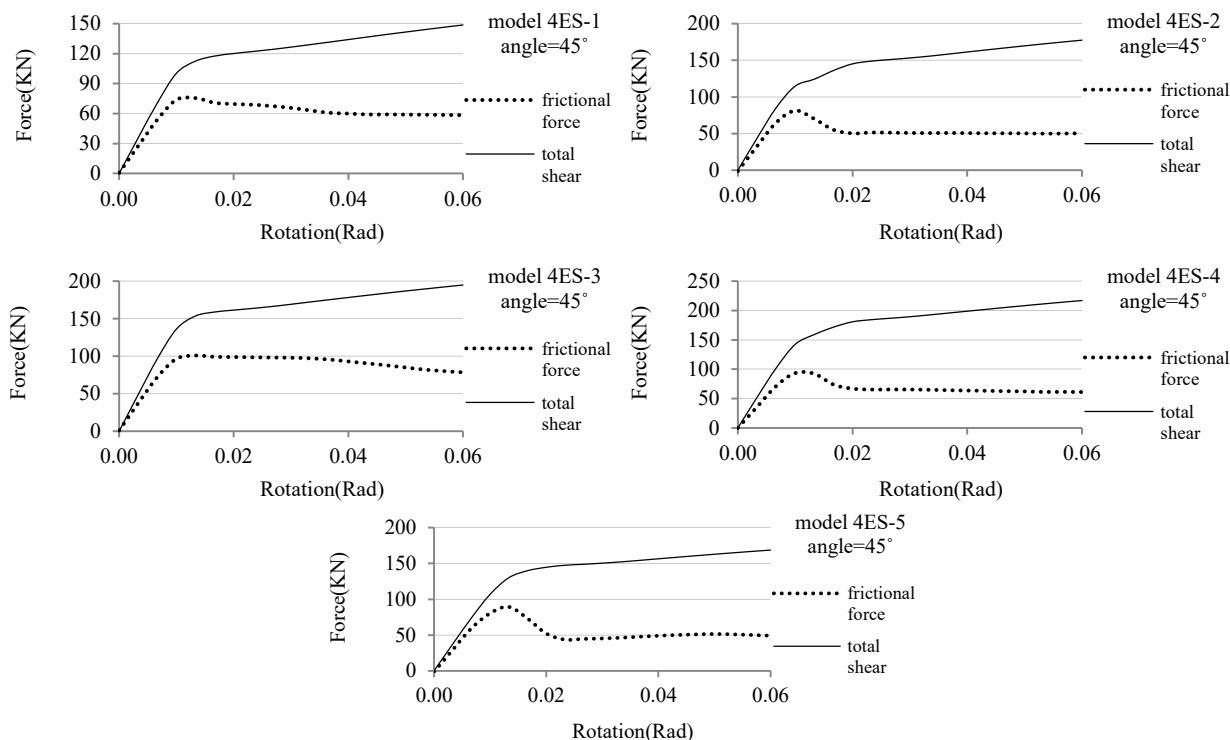 model 4ES-1
angle=45˚
Force(KN)
150
120
90
60
30
0
0.00 0.02 0.04 0.06
Rotation(Rad)
frictional
force
total
shear
model 4ES-2
angle=45˚
Force(KN)
200
150
100
50
0
0.00 0.02 0.04 0.06
Rotation(Rad)
frictional
force
total
shear
model 4ES-3
angle=45˚
Force(KN)
200
150
100
50
0
0.00 0.02 0.04 0.06
Rotation(Rad)
frictional
force
total
shear
model 4ES-4
angle=45˚
Force(KN)
250
200
150
100
50
0
0.00 0.02 0.04 0.06
Rotation(Rad)
frictional
force
total
shear
model 4ES-5
angle=45˚
Force(KN)
200
150
100
50
0
0.00 0.02 0.04 0.06
Rotation(Rad)
frictional
force
total
shear